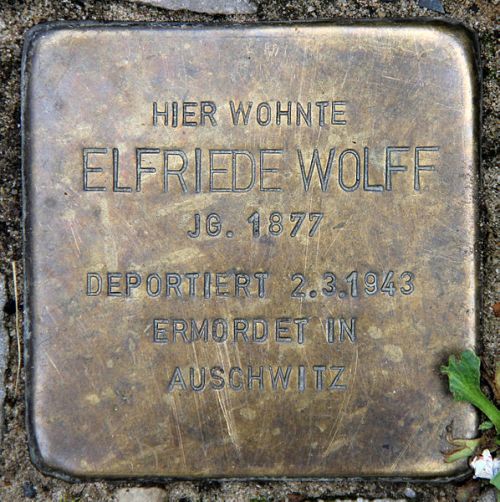 HIER WOHNTE
ELFRIEDE WOLFF
JG. 1877
DEPORTIERT 2.3.1943
ERMORDET IN
AUSCHWITZ